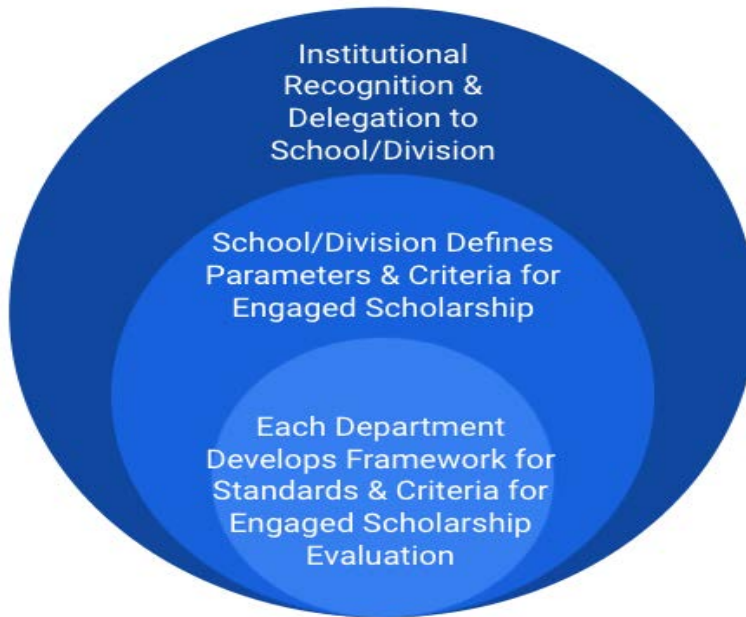 Institutional
Recognition &
Delegation to
School/Division
School/Division Defines
Parameters & Criteria for
Engaged Scholarship
Each Department
Develops Framework for
Standards & Criteria for
Engaged Scholarship
Evaluation